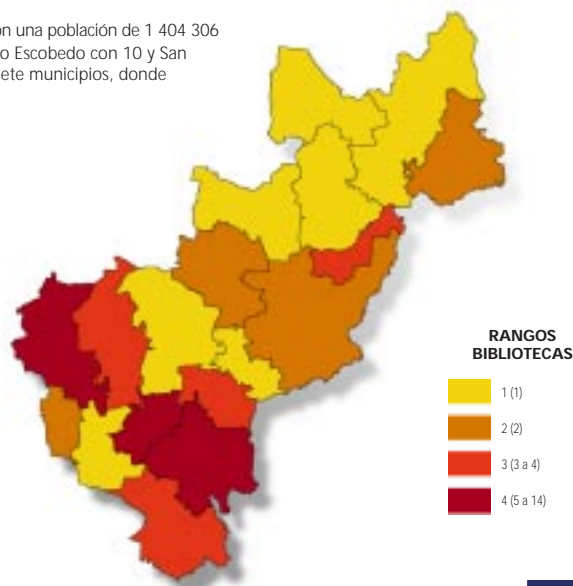 on una población de 1 404 306
o Escobedo con 10 y San
ete municipios, donde
RANGOS
BIBLIOTECAS
1 (1)
2 (2)
3 (3 a 4)
4 (5 a 14)